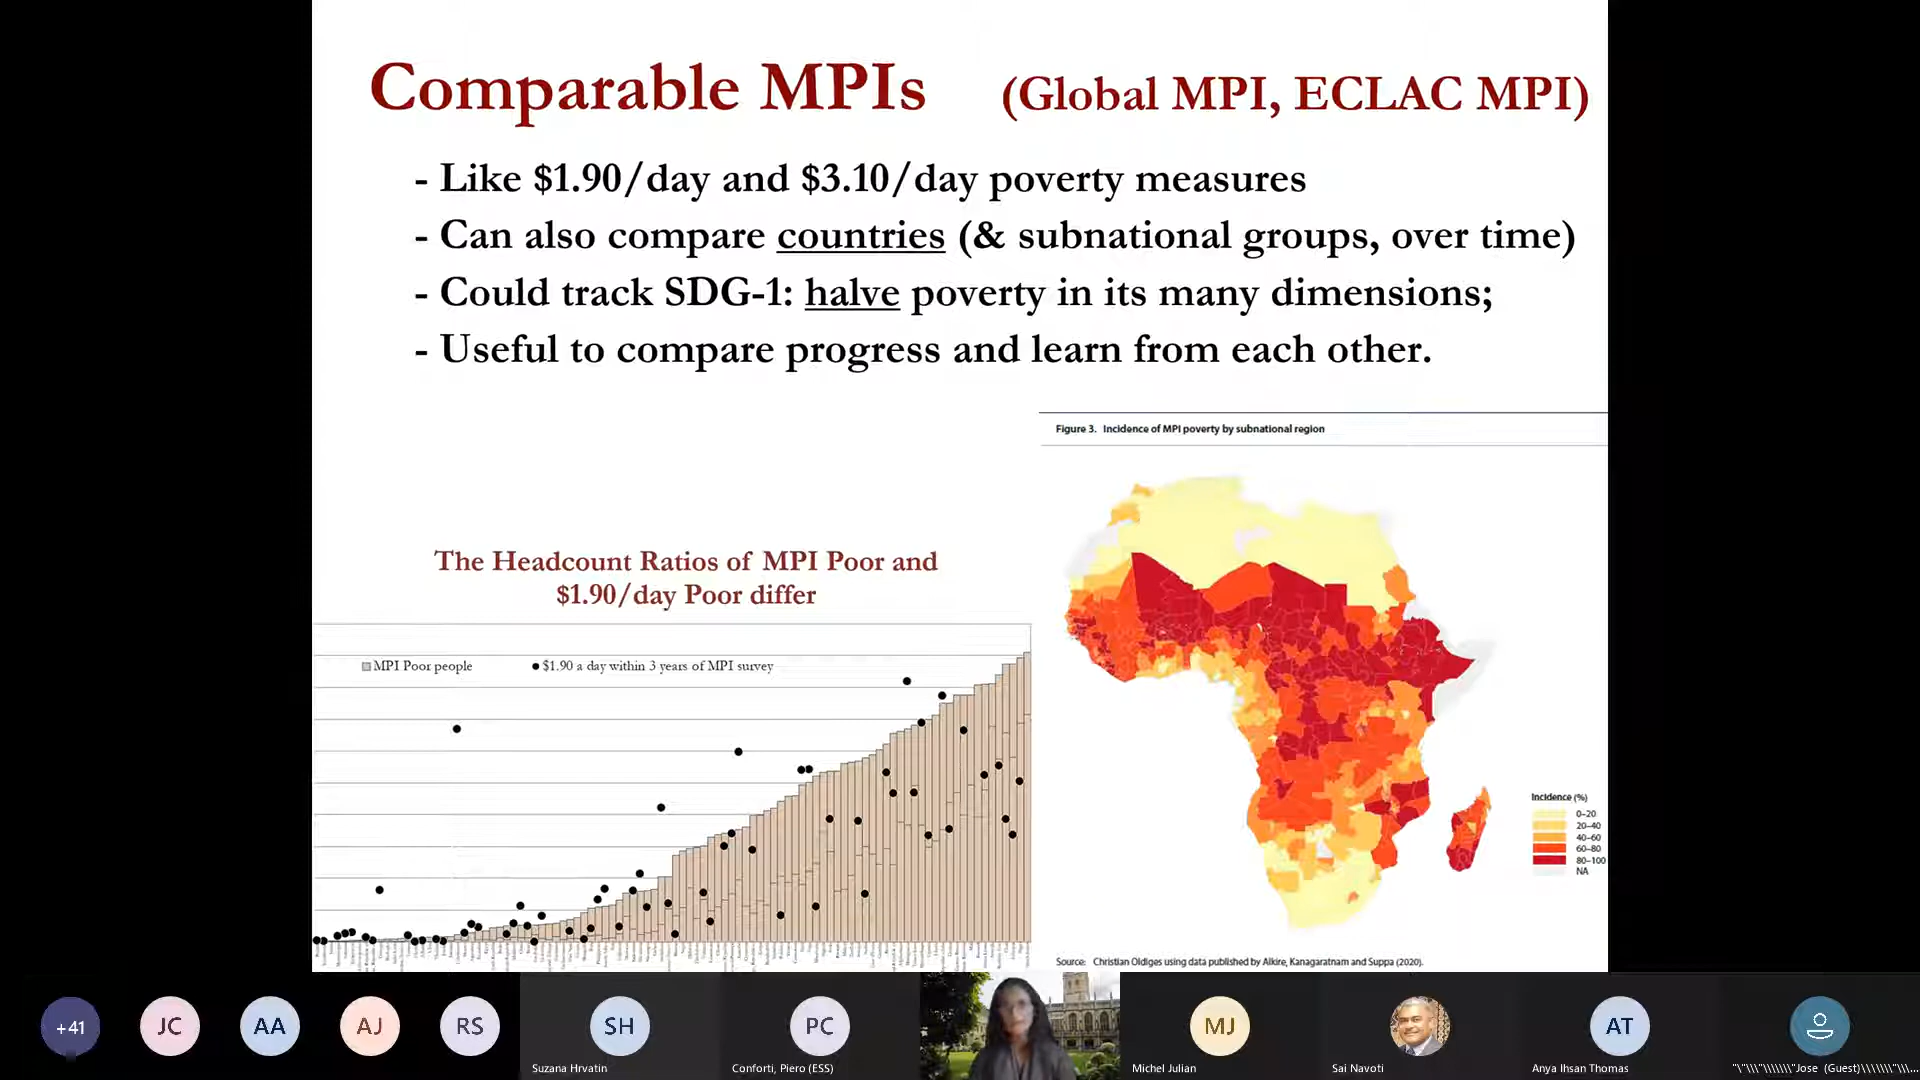 Comparable MPIs (Global MPI, ECLAC MPI)
- Like $1.90/day and $3.10/day poverty measures
- Can also compare countries (& subnational groups, over time)
- Could track SDG-1: halve poverty in its many dimensions;
- Useful to compare progress and learn from each other.
The Headcount Ratios of MPI Poor and
$1.90/day Poor differ
MPI Poor people
$1.90 a day within 3 years of MPI survey
Figure 3. Incidence of MPI poverty by subnational region
Incidence (%)
0–20
20–40
40–60
60–80
80–100
NA
Source: Christian Oldiges using data published by Alkire, Kanagaratnam and Suppa (2020).
+41
JC
AA
AJ
RS
SH
Suzana Hrvatin
PC
Conforti, Piero (ESS)
MJ
Michel Julian
Sai Navoti
AT
Anya Ihsan Thomas
"\"\\\"\\\\\\\"Jose (Guest)\\\\\\\"\\...